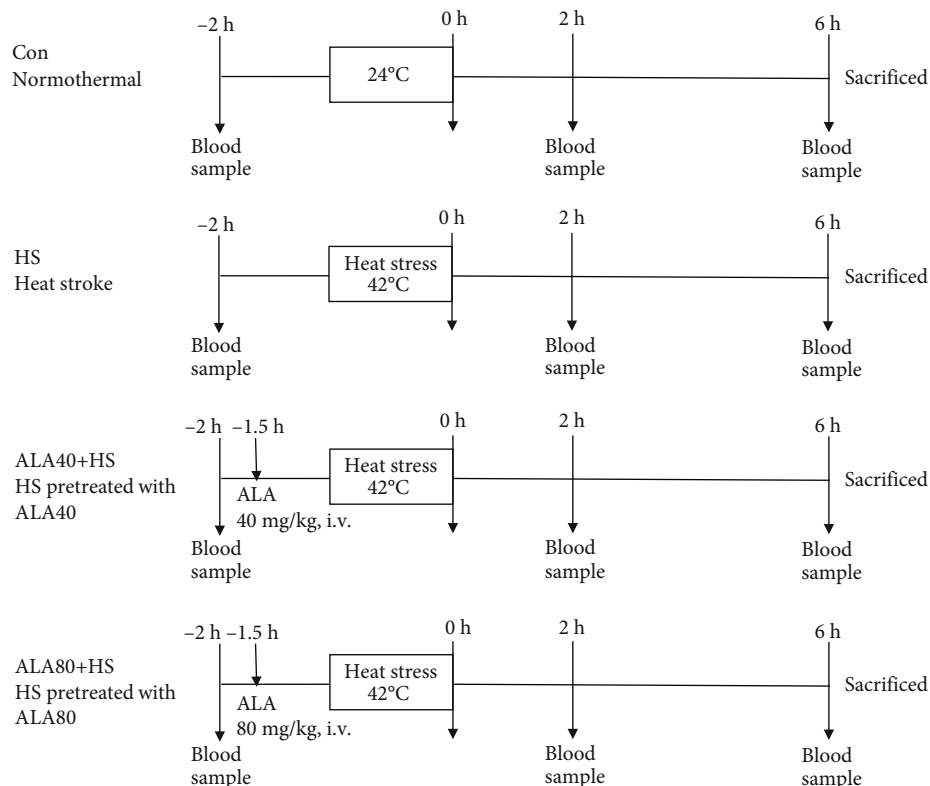 –2 h
0 h
2 h
6 h
Con
Normothermal
24°C
Sacrificed
Blood
sample
Blood
sample
Blood
sample
–2 h
0 h
2 h
6 h
HS
Heat stroke
Heat stress
42°C
Sacrificed
Blood
sample
Blood
sample
Blood
sample
–2 h
–1.5 h
0 h
2 h
6 h
ALA40+HS
HS pretreated with
ALA40
Heat stress
42°C
Sacrificed
ALA
40 mg/kg, i.v.
Blood
sample
Blood
sample
Blood
sample
–2 h
–1.5 h
0 h
2 h
6 h
ALA80+HS
HS pretreated with
ALA80
Heat stress
42°C
Sacrificed
ALA
80 mg/kg, i.v.
Blood
sample
Blood
sample
Blood
sample